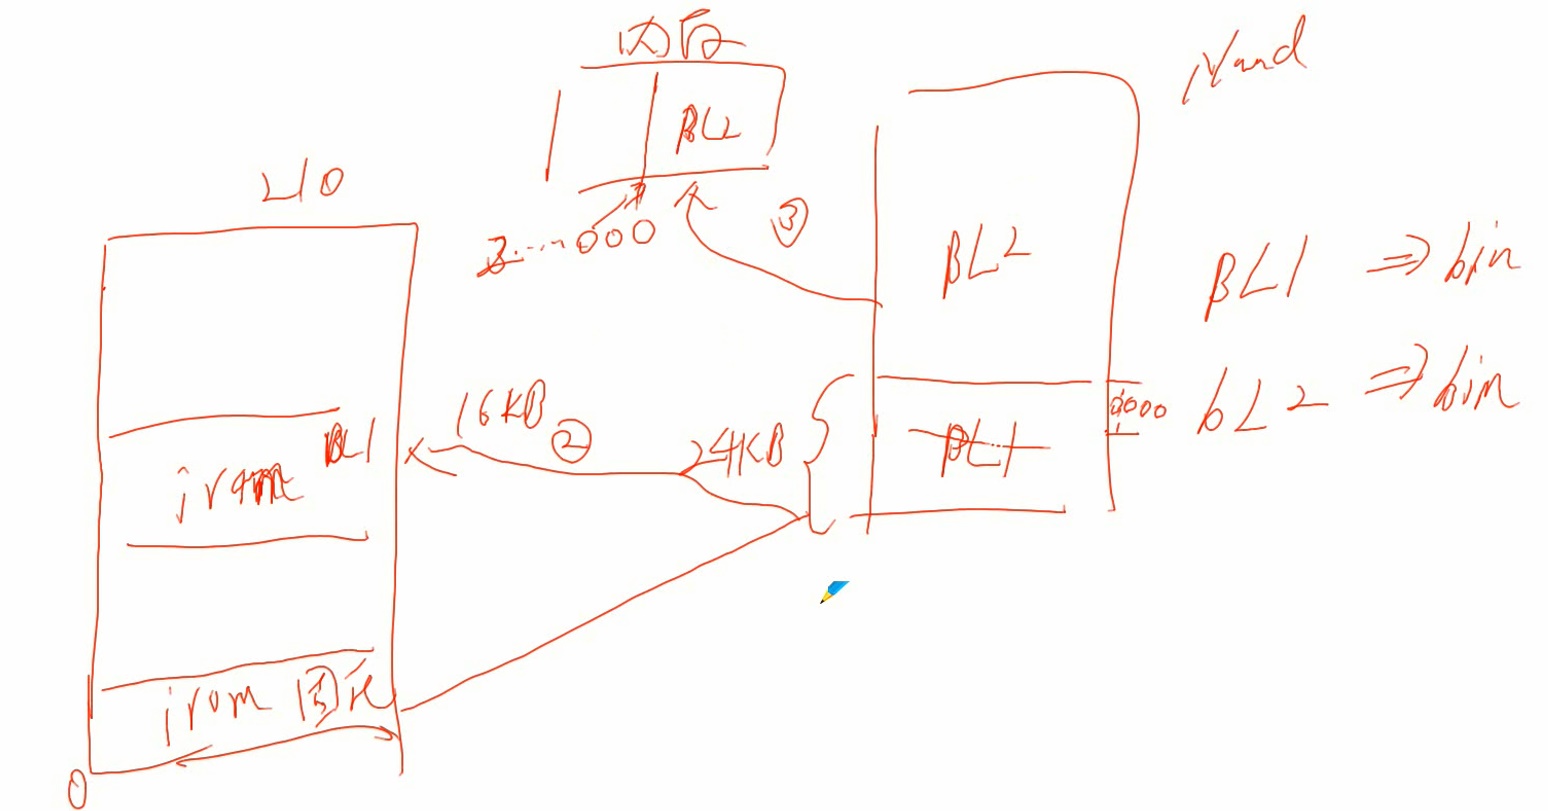 内存
Nand
BL2
210
3....000
③
BL2
BL1 => bin
16KB
②
24KB
0000
bL2 => bin
BL1
BL1
iram
irom 固化
0